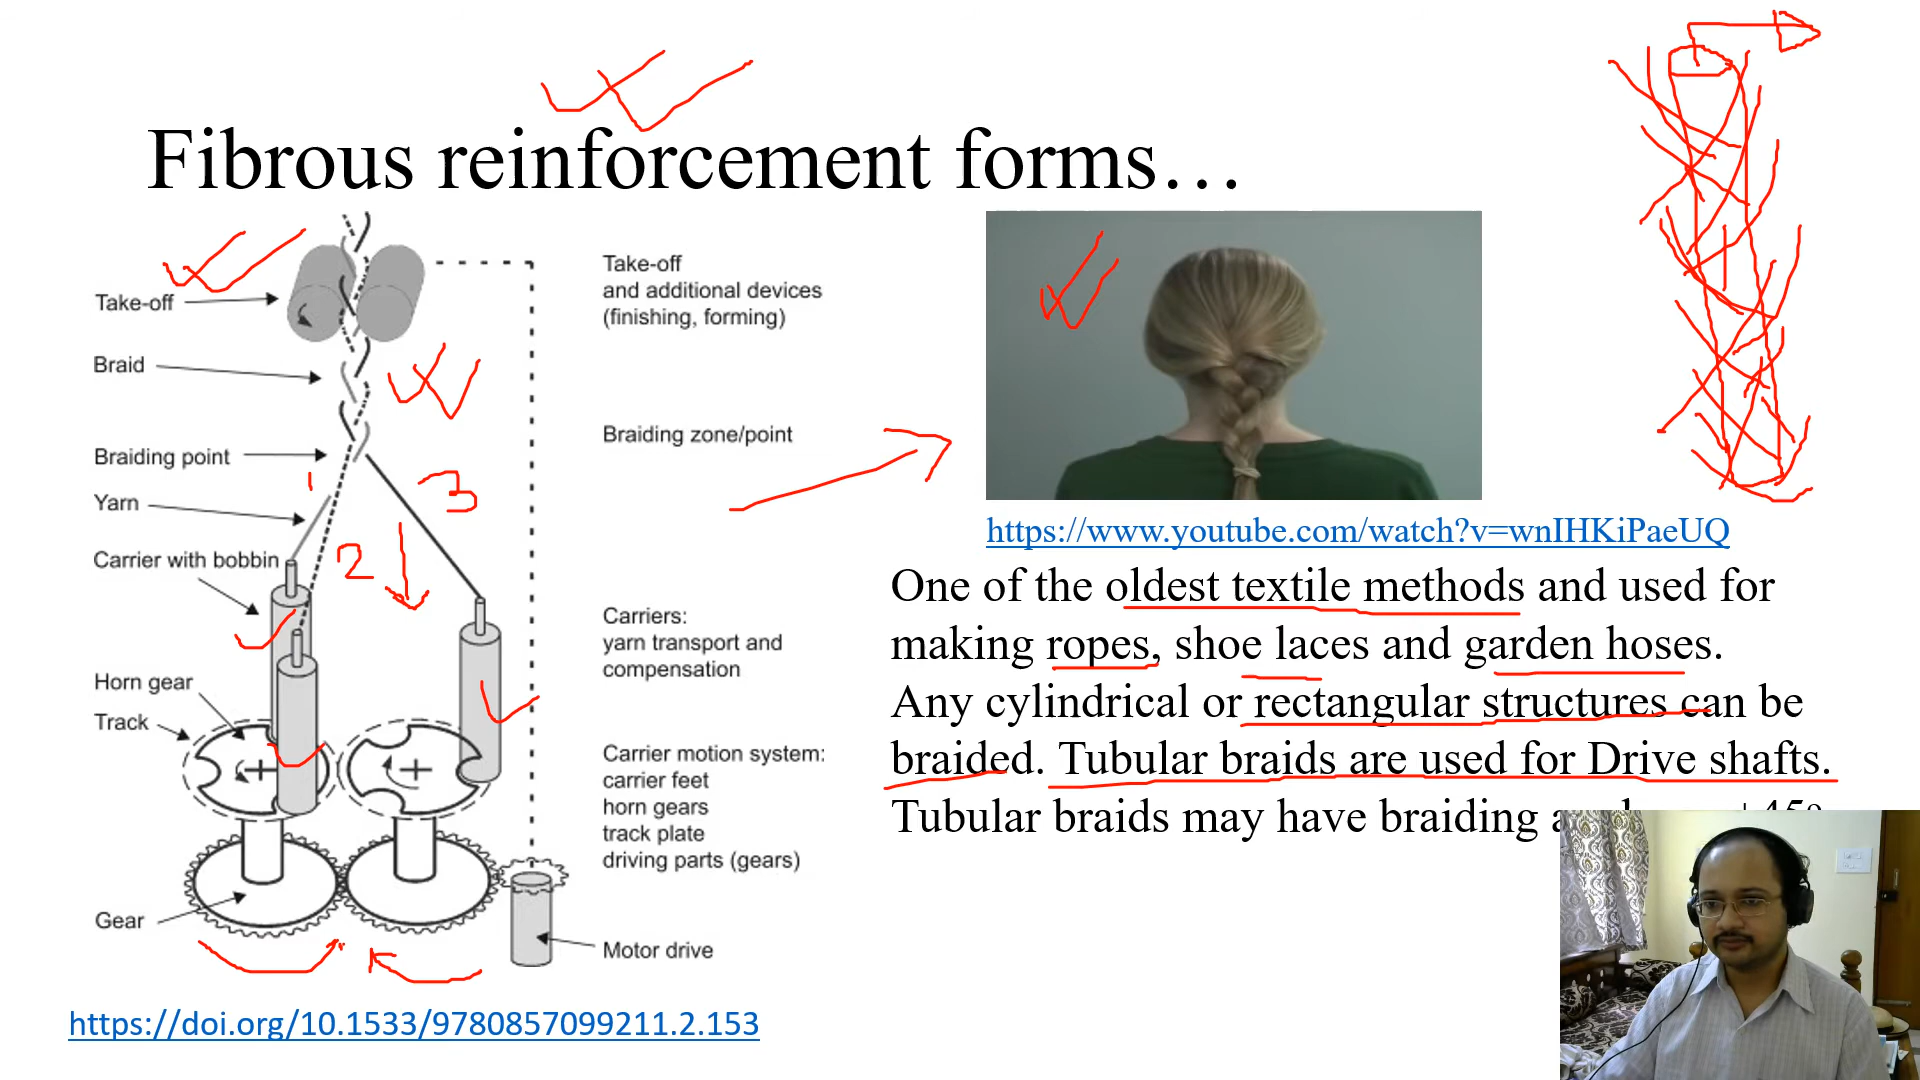 Fibrous reinforcement forms…
Take-off
Braid
Braiding point
Yarn
Carrier with bobbin
Horn gear
Track
Gear
1
2
3
Take-off
and additional devices
(finishing, forming)
Braiding zone/point
Carriers:
yarn transport and
compensation
Carrier motion system:
carrier feet
horn gears
track plate
driving parts (gears)
Motor drive
https://doi.org/10.1533/9780857099211.2.153
https://www.youtube.com/watch?v=wnIHKiPaeUQ
One of the oldest textile methods and used for
making ropes, shoe laces and garden hoses.
Any cylindrical or rectangular structures can be
braided. Tubular braids are used for Drive shafts.
Tubular braids may have braiding